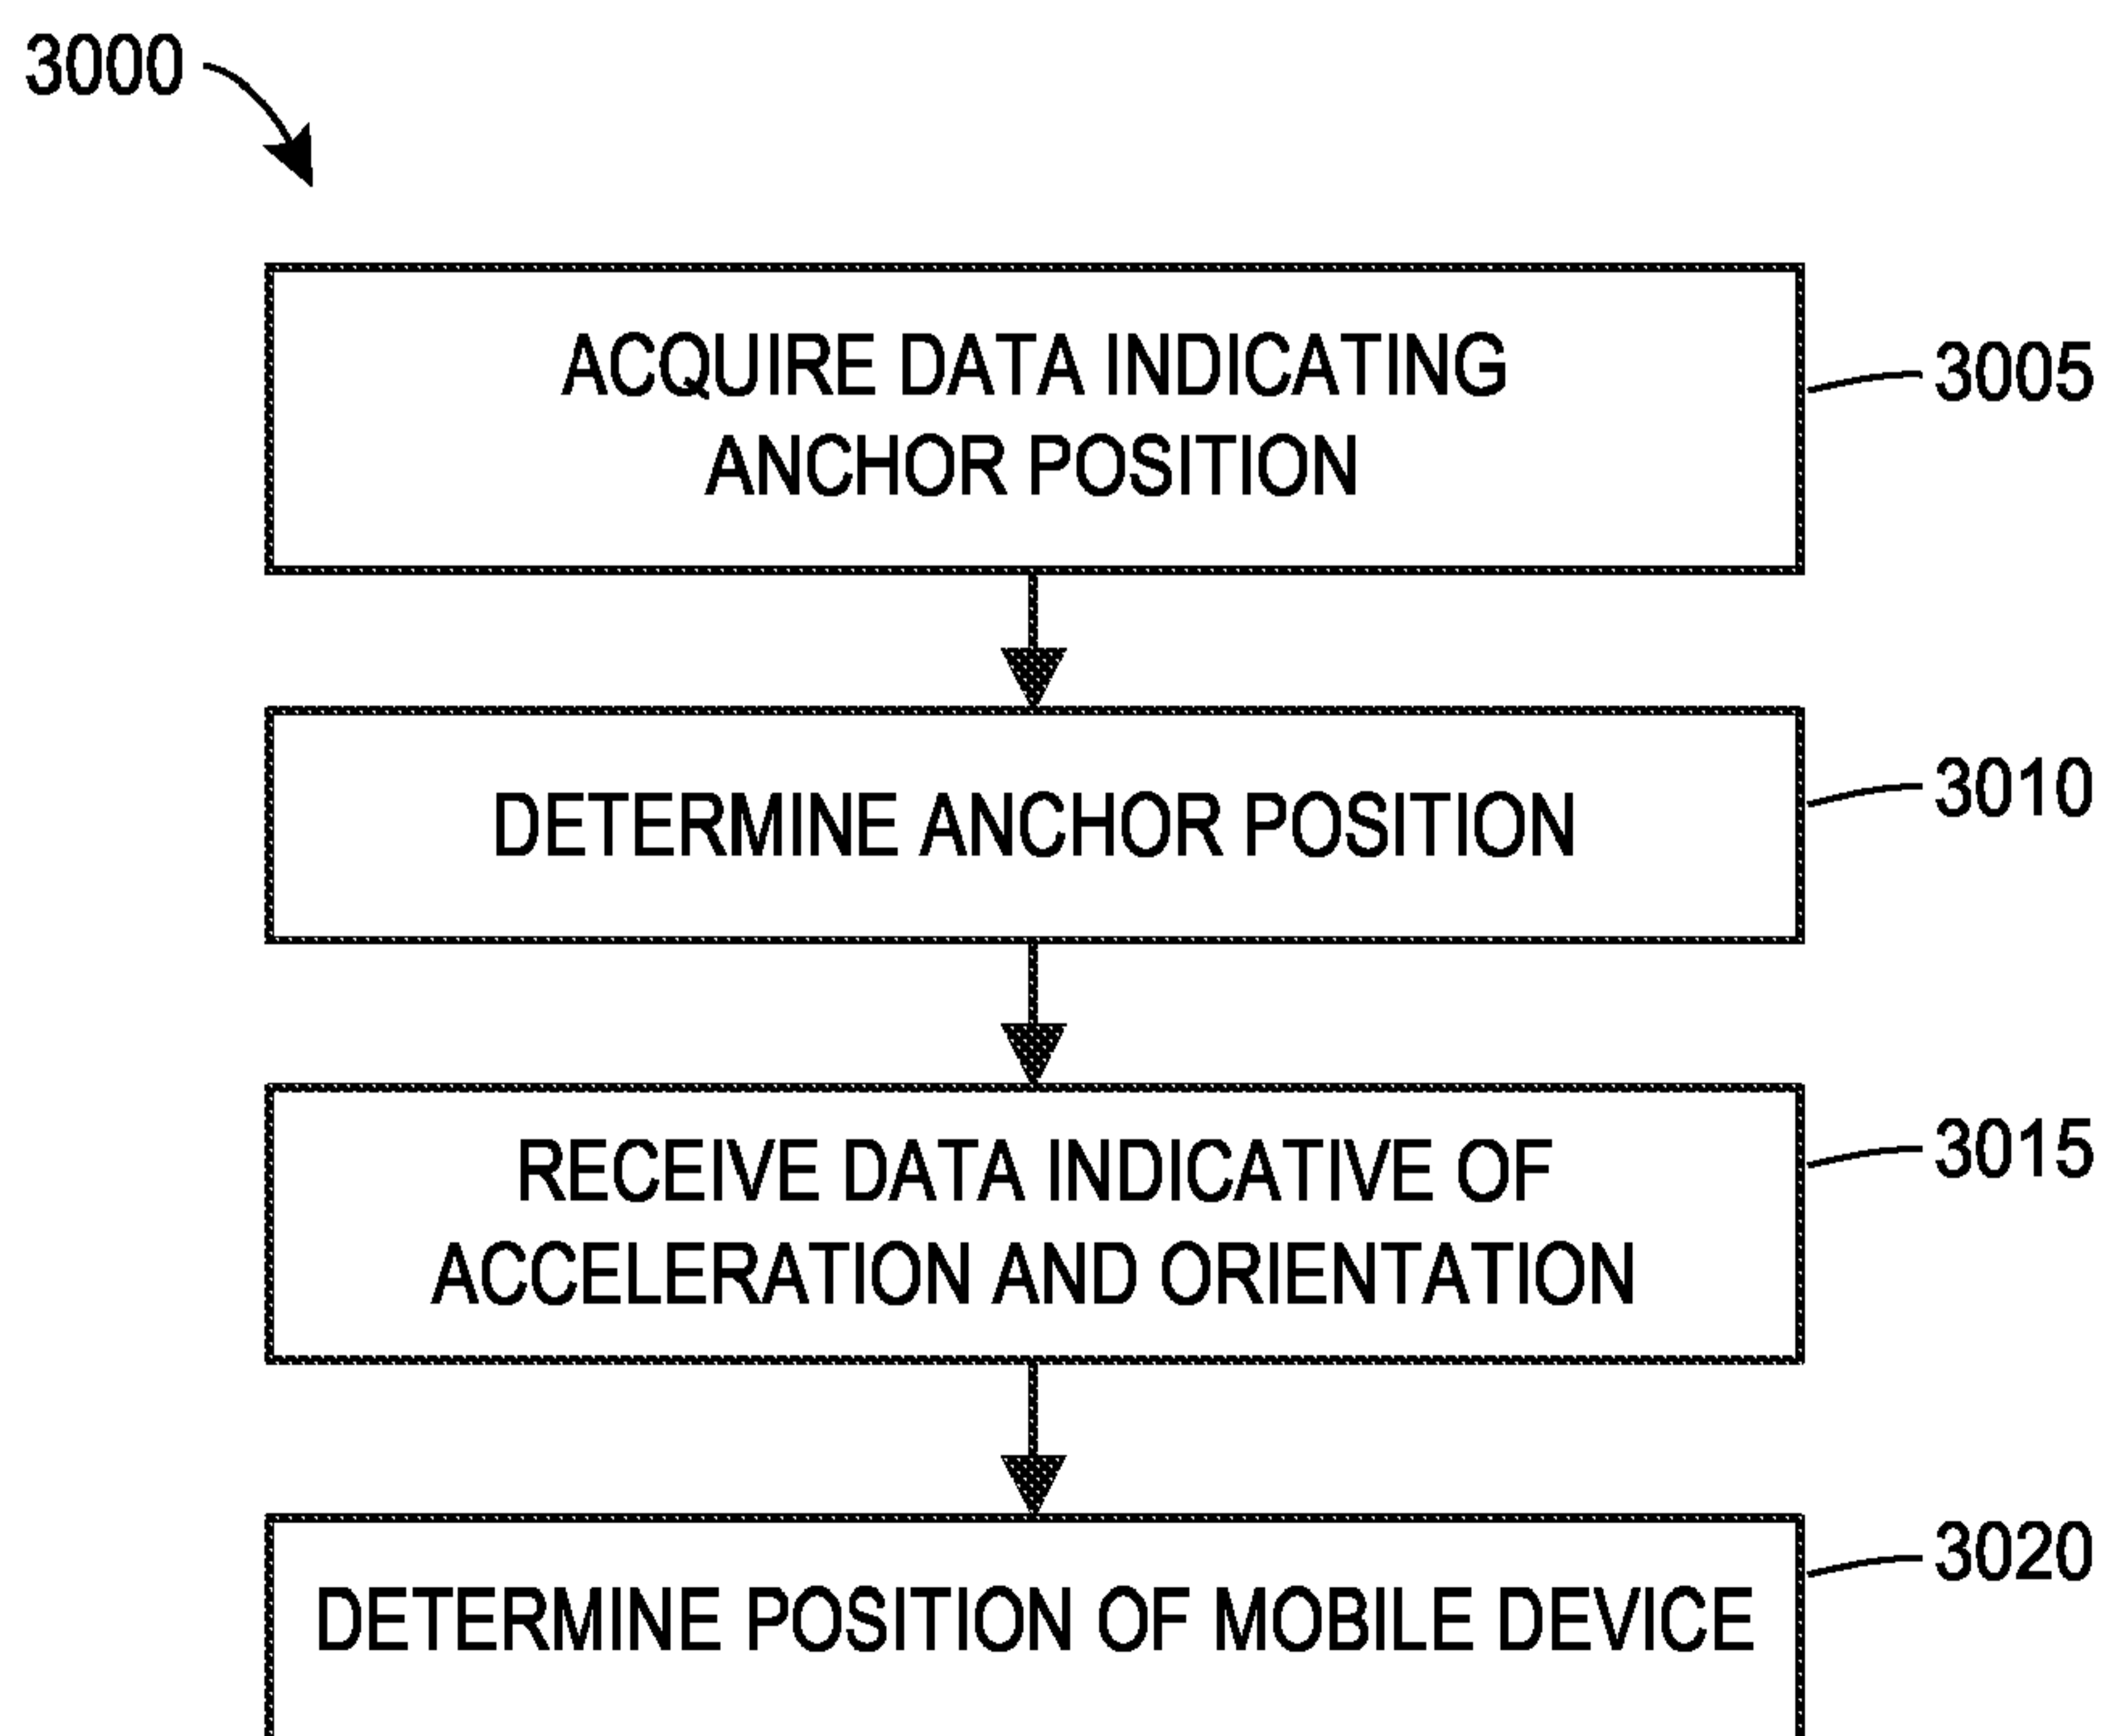 3000
ACQUIRE DATA INDICATING
ANCHOR POSITION
3005
DETERMINE ANCHOR POSITION
3010
RECEIVE DATA INDICATIVE OF
ACCELERATION AND ORIENTATION
3015
DETERMINE POSITION OF MOBILE DEVICE
3020